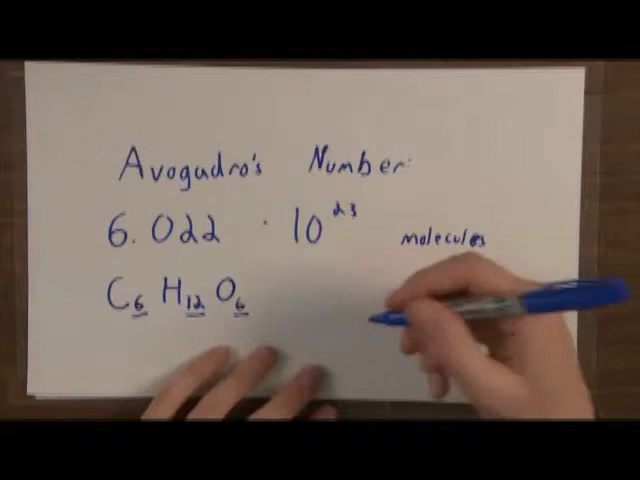 Avogadro's Number:
6.022 · 10²³ molecules
C₆ H₁₂ O₆